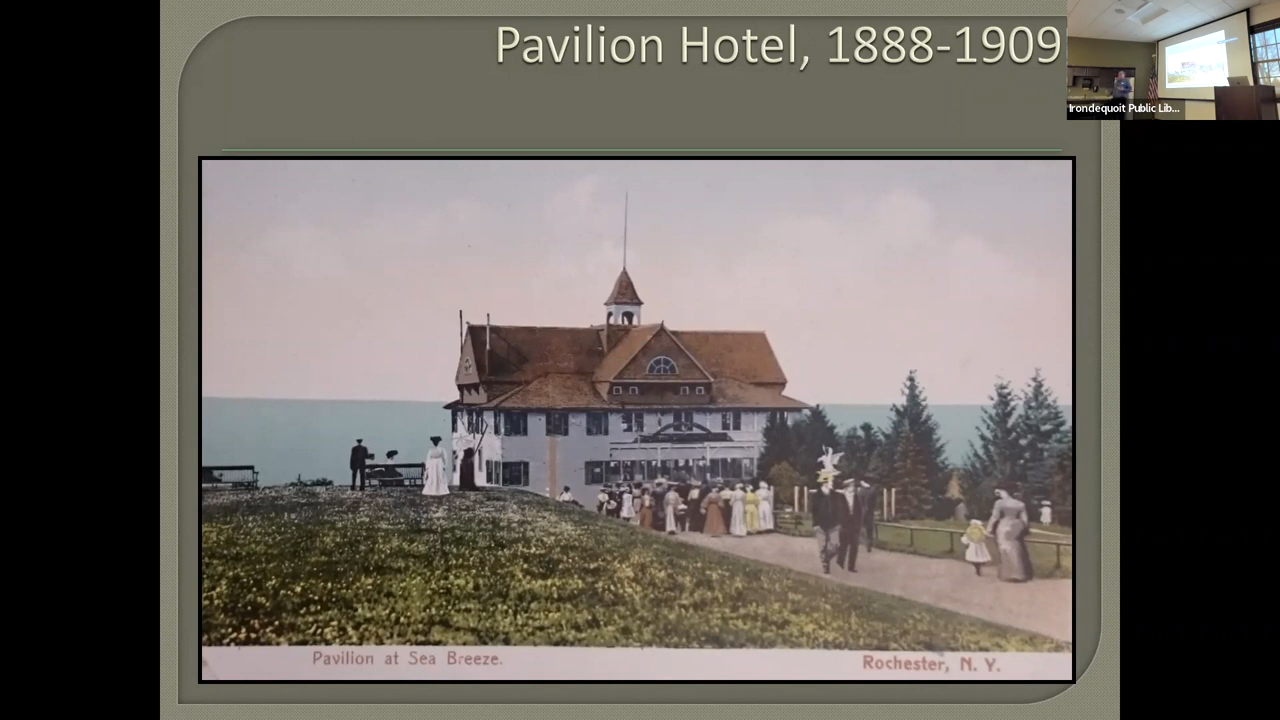 Pavilion Hotel, 1888-1909
Irondequoit Public Lib...
Pavilion at Sea Breeze.
Rochester, N. Y.